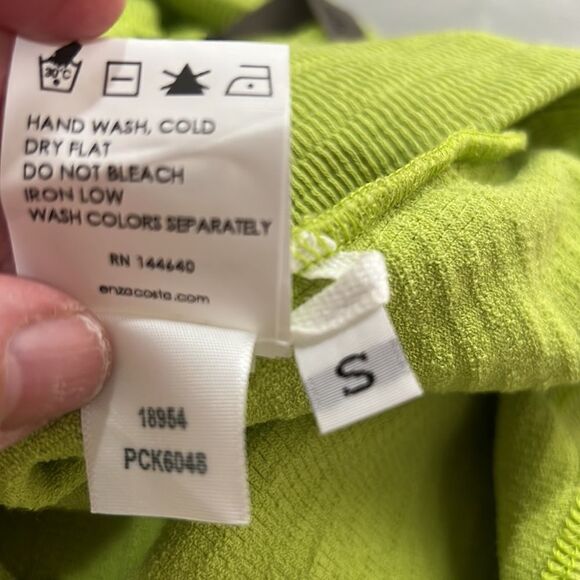 30°C
HAND WASH, COLD
DRY FLAT
DO NOT BLEACH
IRON LOW
WASH COLORS SEPARATELY
RN 144640
enzacosta.com
S
18954
PCK6048